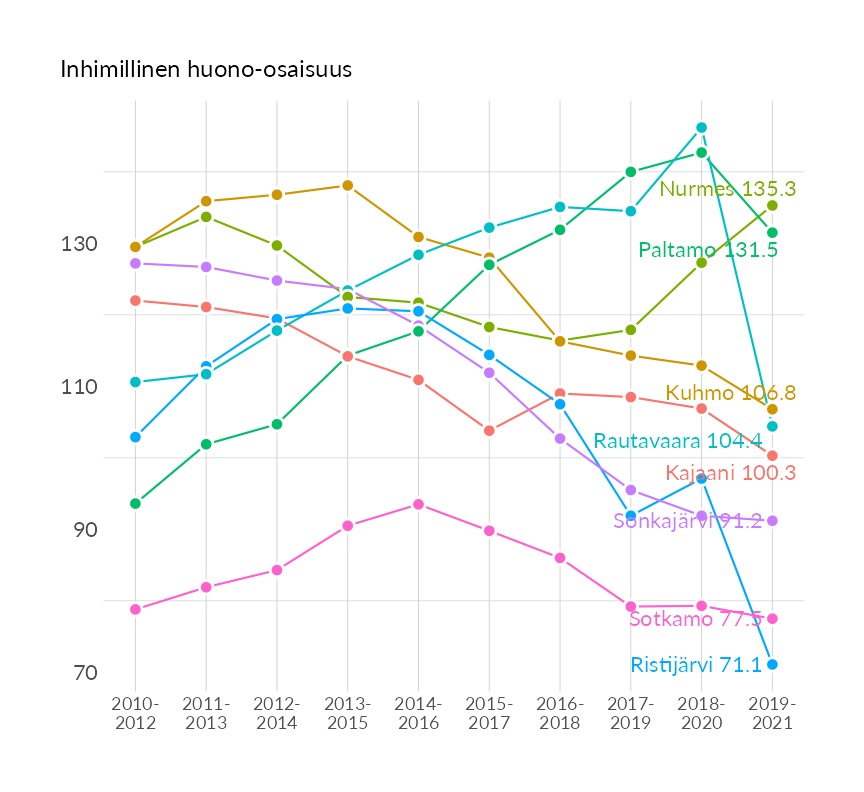 Inhimillinen huono-osaisuus
Nurmes 135.3
130
Paltamo 131.5
110
Kuhmo 106.8
Rautavaara 104.4
Kajaani 100.3
Sonkajärvi 91.2
90
Sotkamo 77.5
Ristijärvi 71.1
70
2010- 2011- 2012- 2013- 2014- 2015- 2016- 2017- 2018- 2019-
2012 2013 2014 2015 2016 2017 2018 2019 2020 2021